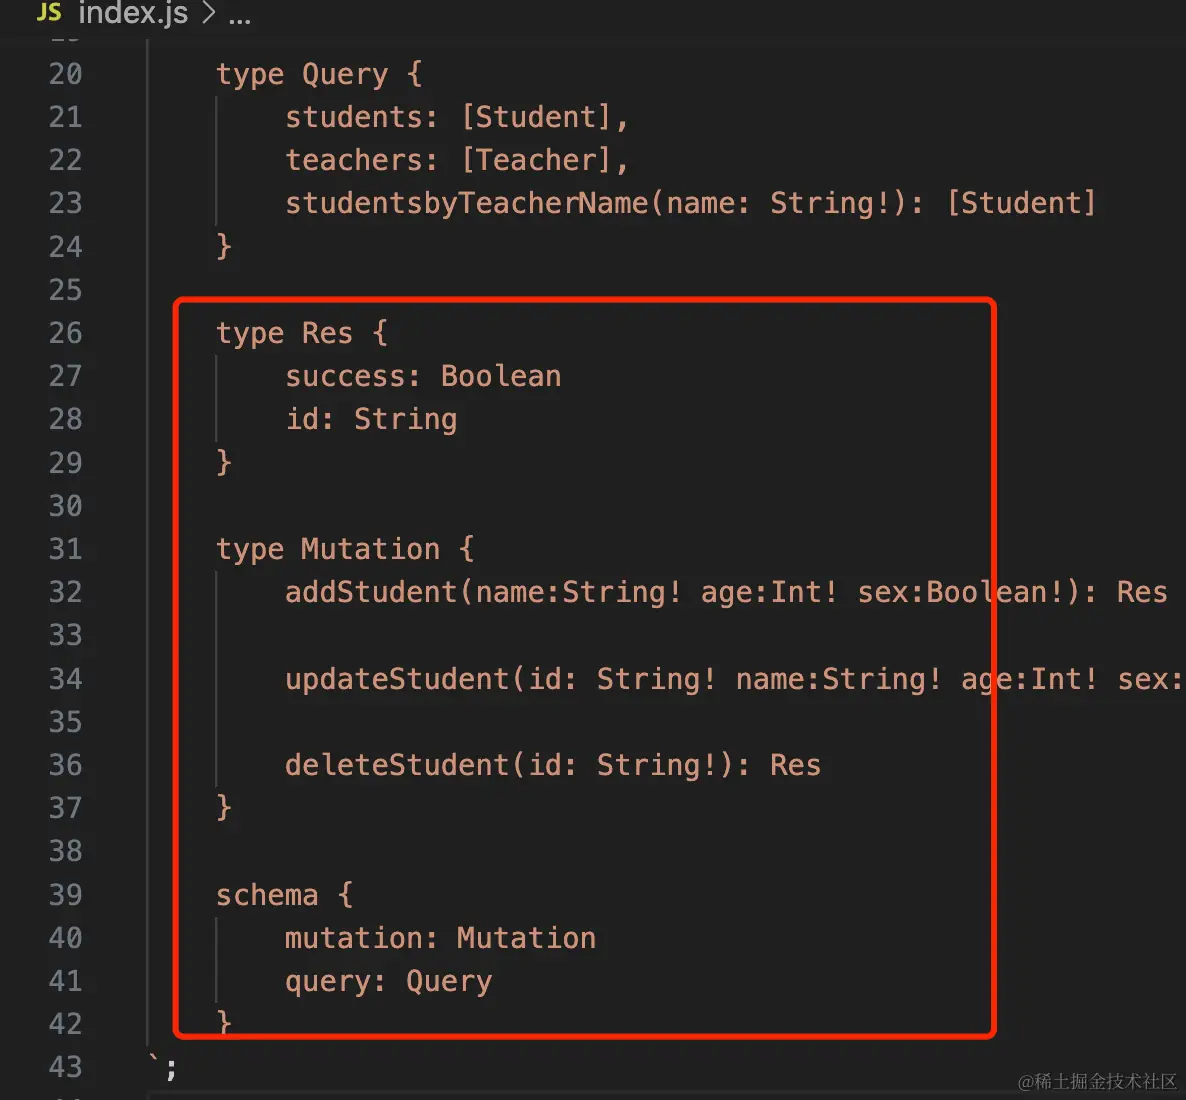 JS index.js > ...
20 type Query {
21 students: [Student],
22 teachers: [Teacher],
23 studentsbyTeacherName(name: String!): [Student]
24 }
25
26 type Res {
27 success: Boolean
28 id: String
29 }
30
31 type Mutation {
32 addStudent(name:String! age:Int! sex:Boolean!): Res
33
34 updateStudent(id: String! name:String! age:Int! sex:
35
36 deleteStudent(id: String!): Res
37 }
38
39 schema {
40 mutation: Mutation
41 query: Query
42 }
43 `;
@稀土掘金技术社区